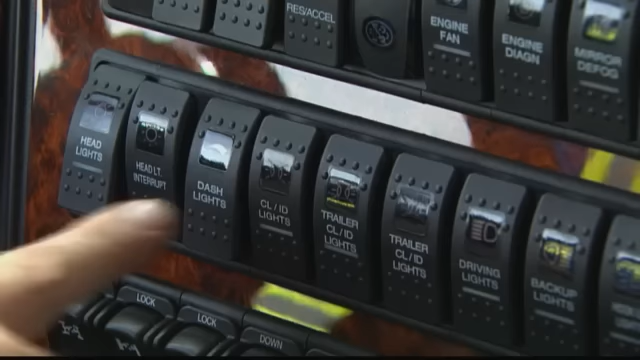 RES/ACCEL
ENGINE
FAN
ENGINE
DIAGN
MIRROR
DEFOG
HEAD
LIGHTS
HEAD LT.
INTERRUPT
DASH
LIGHTS
CL/ID
LIGHTS
TRAILER
CL/ID
LIGHTS
TRAILER
CL/ID
LIGHTS
DRIVING
LIGHTS
BACKUP
LIGHTS
LOCK
LOCK
DOWN